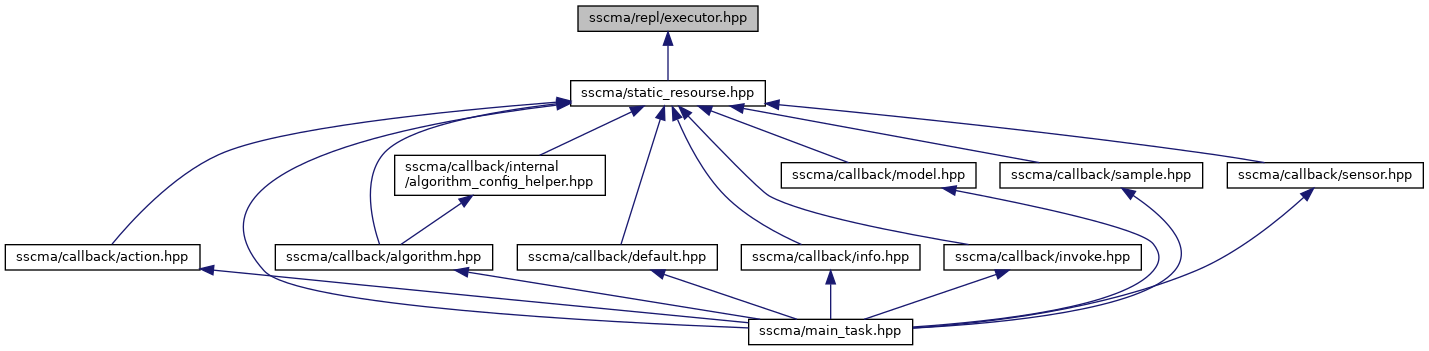 sscma/repl/executor.hpp
sscma/static_resourse.hpp
sscma/callback/internal
/algorithm_config_helper.hpp
sscma/callback/model.hpp
sscma/callback/sample.hpp
sscma/callback/sensor.hpp
sscma/callback/action.hpp
sscma/callback/algorithm.hpp
sscma/callback/default.hpp
sscma/callback/info.hpp
sscma/callback/invoke.hpp
sscma/main_task.hpp